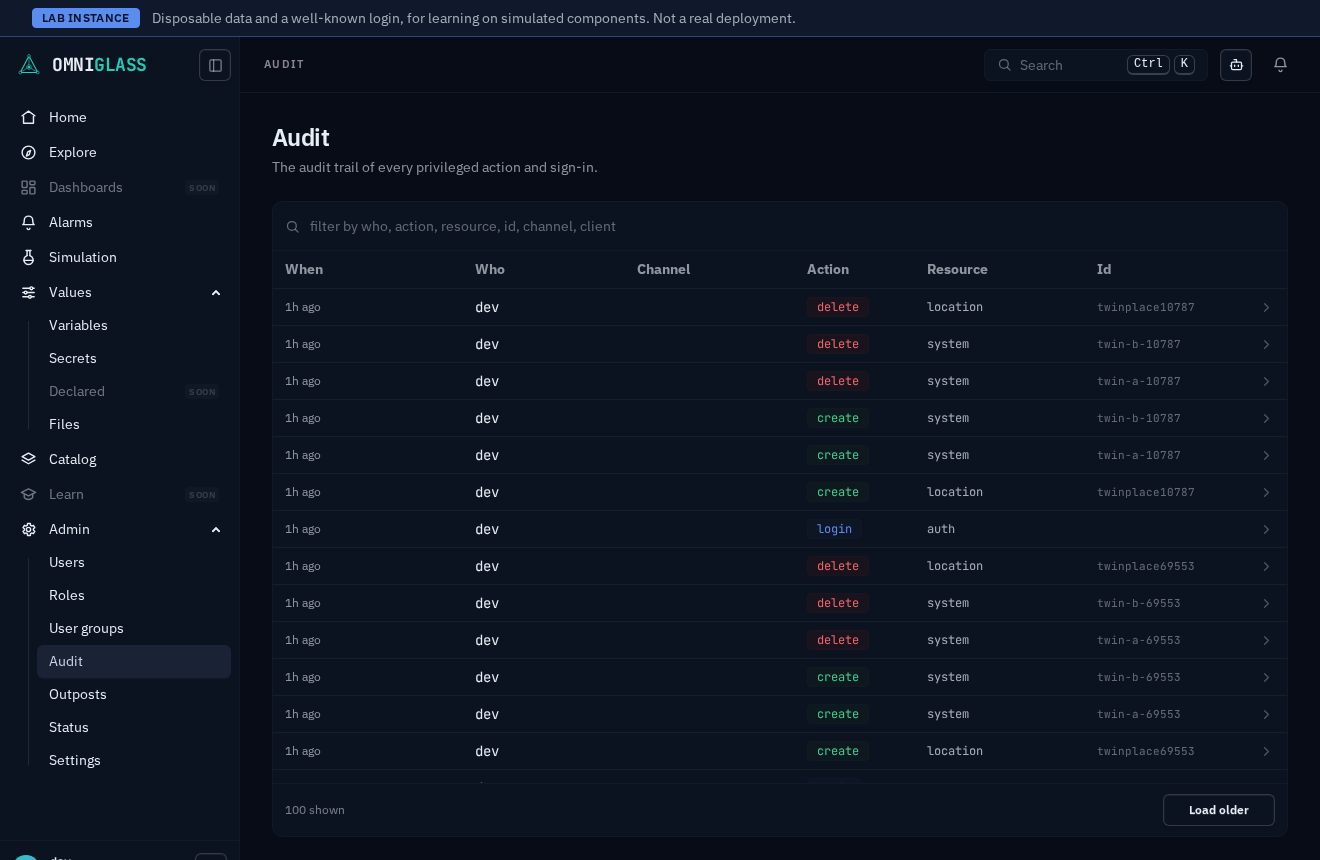 LAB INSTANCE Disposable data and a well-known login, for learning on simulated components. Not a real deployment.
OMNIGLASS
AUDIT
Search Ctrl K
Home
Explore
Dashboards SOON
Alarms
Simulation
Values
Variables
Secrets
Declared SOON
Files
Catalog
Learn SOON
Admin
Users
Roles
User groups
Audit
Outposts
Status
Settings
Audit
The audit trail of every privileged action and sign-in.
filter by who, action, resource, id, channel, client
When Who Channel Action Resource Id
1h ago dev delete location twinplace10787
1h ago dev delete system twin-b-10787
1h ago dev delete system twin-a-10787
1h ago dev create system twin-b-10787
1h ago dev create system twin-a-10787
1h ago dev create location twinplace10787
1h ago dev login auth
1h ago dev delete location twinplace69553
1h ago dev delete system twin-b-69553
1h ago dev delete system twin-a-69553
1h ago dev create system twin-b-69553
1h ago dev create system twin-a-69553
1h ago dev create location twinplace69553
100 shown Load older